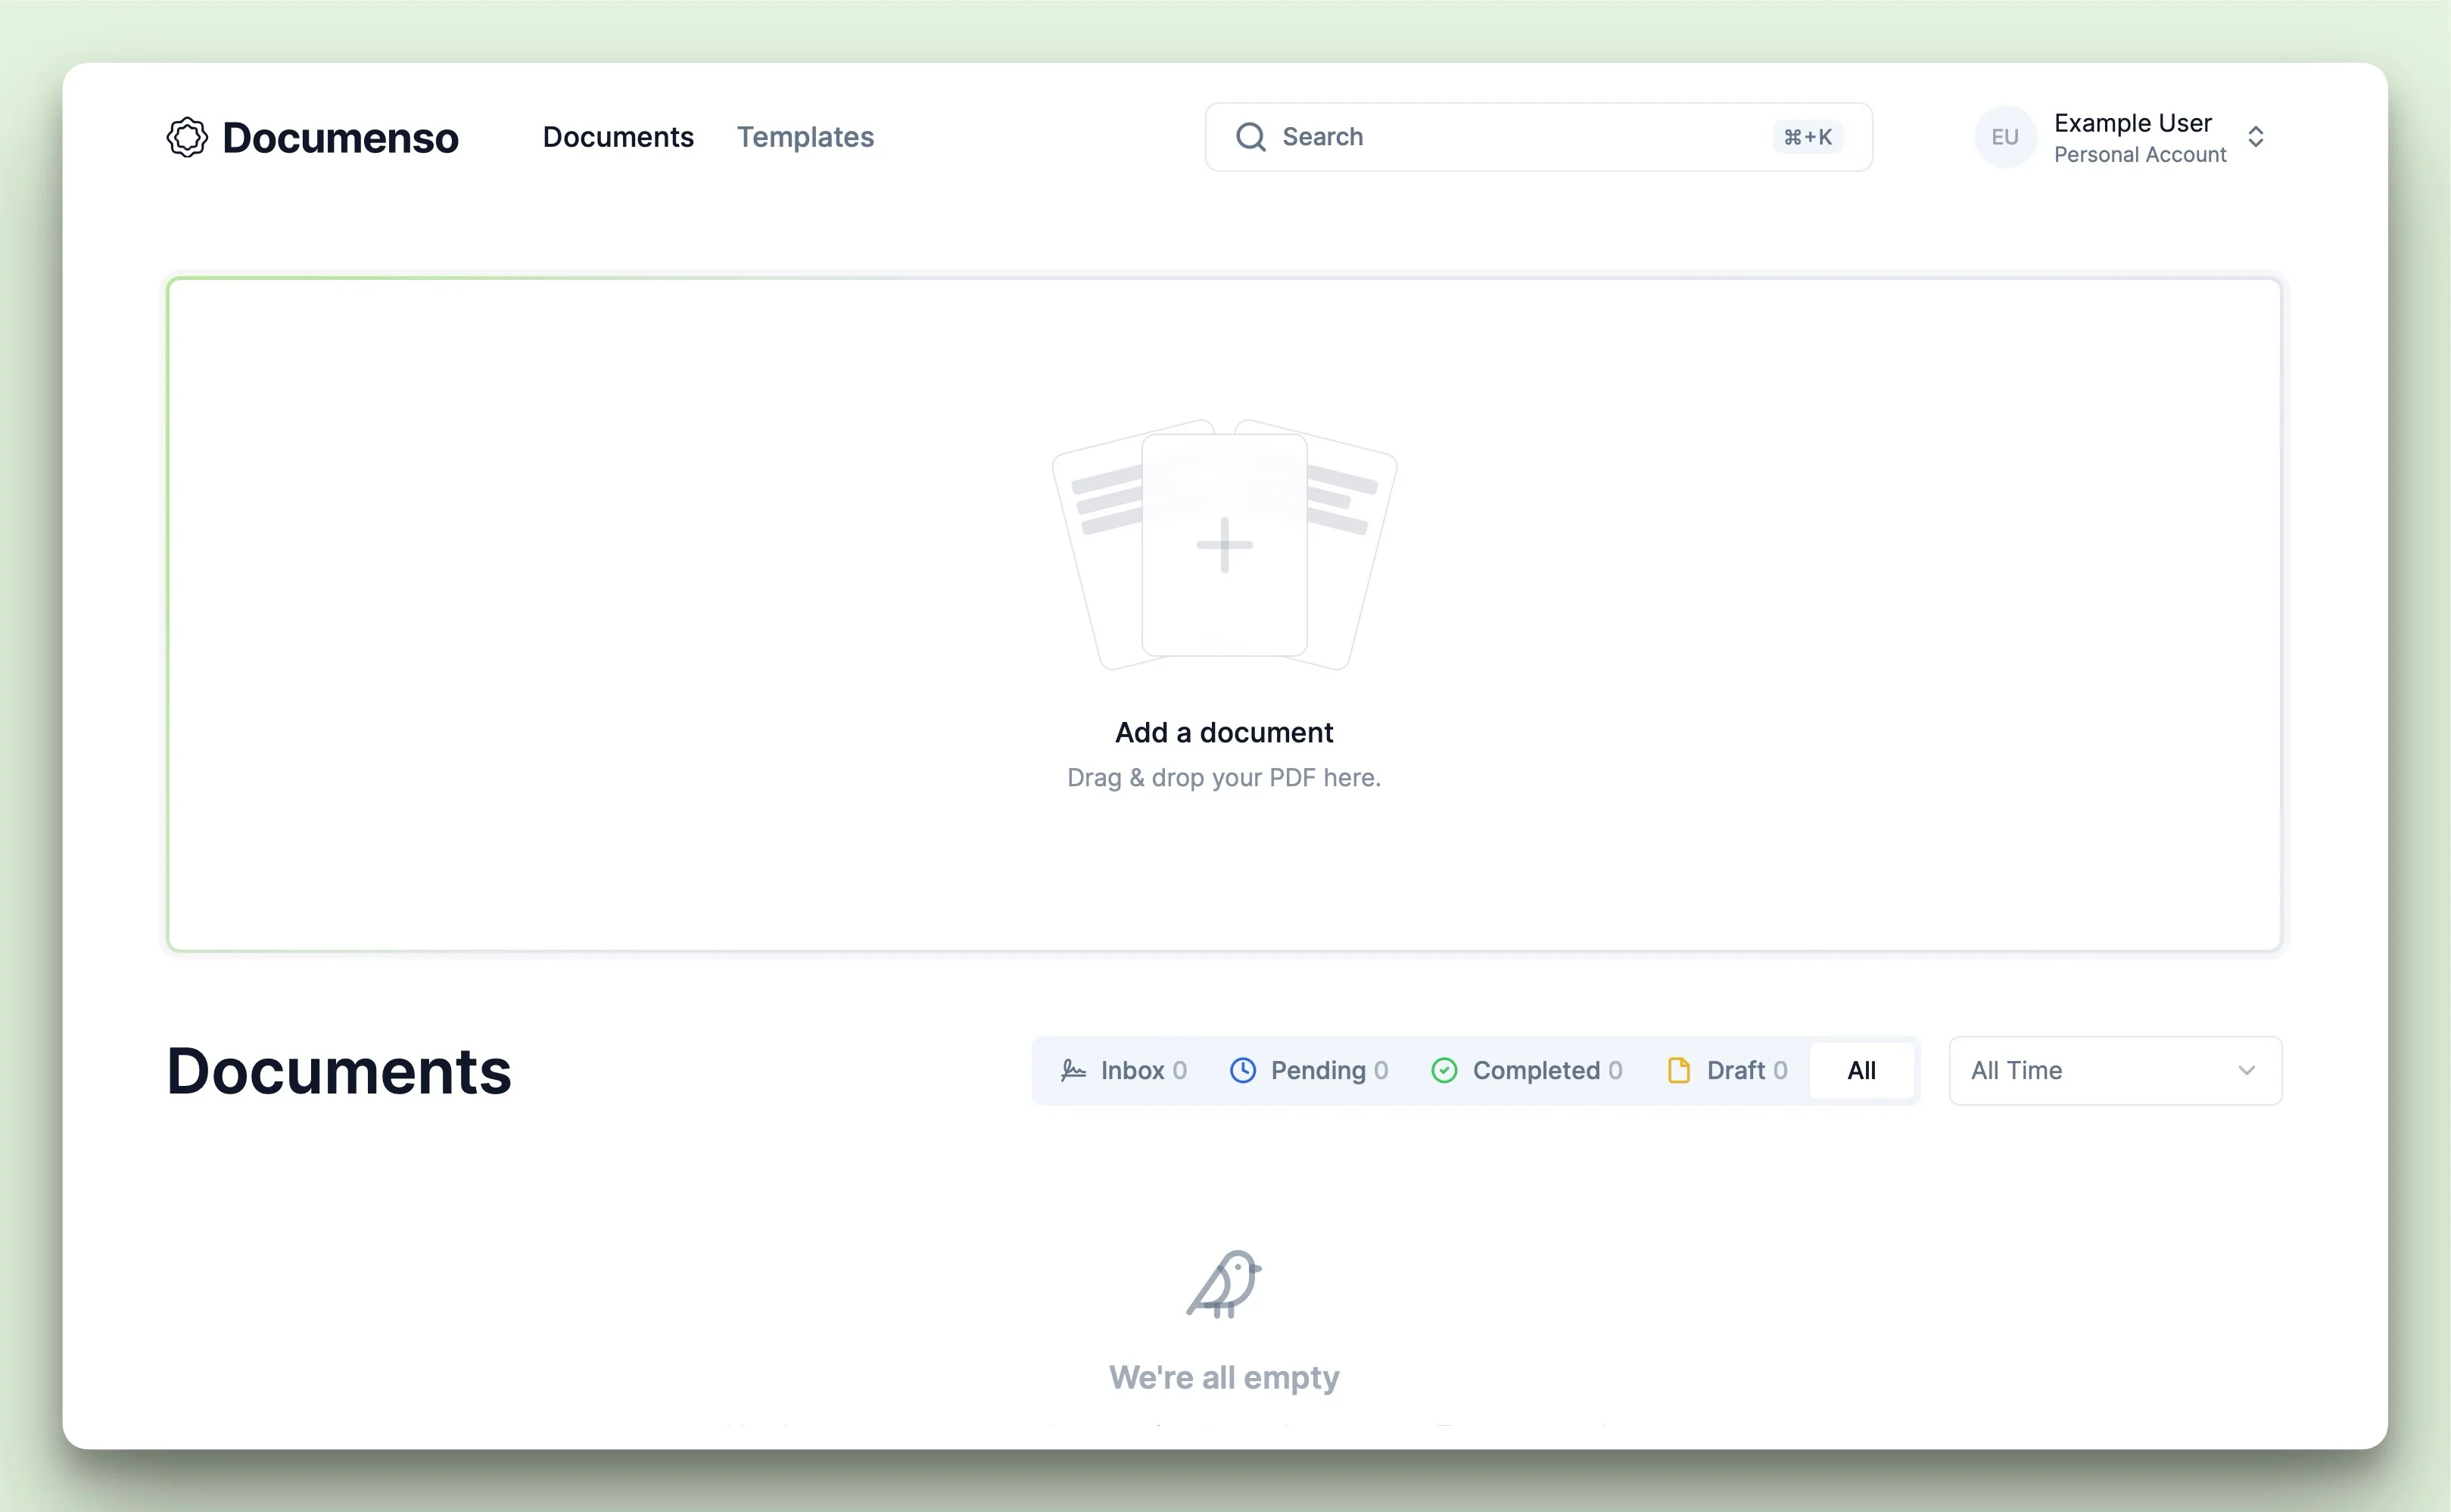 Documenso
Documents
Templates
Search
⌘+K
EU
Example User
Personal Account
Add a document
Drag & drop your PDF here.
Documents
Inbox 0
Pending 0
Completed 0
Draft 0
All
All Time
We're all empty